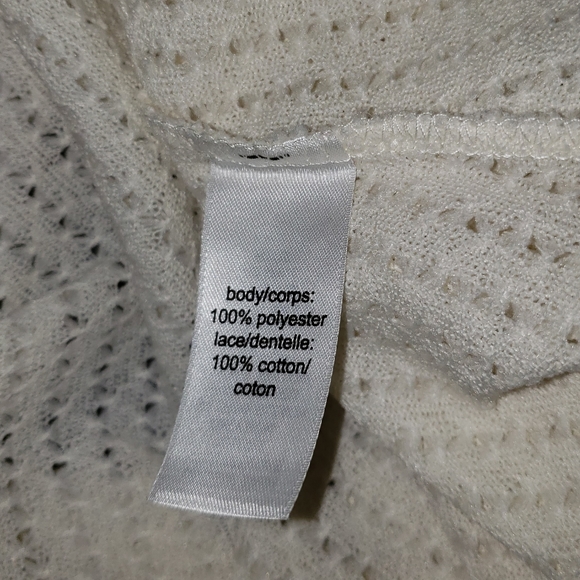 body/corps:
100% polyester
lace/dentelle:
100% cotton/
coton